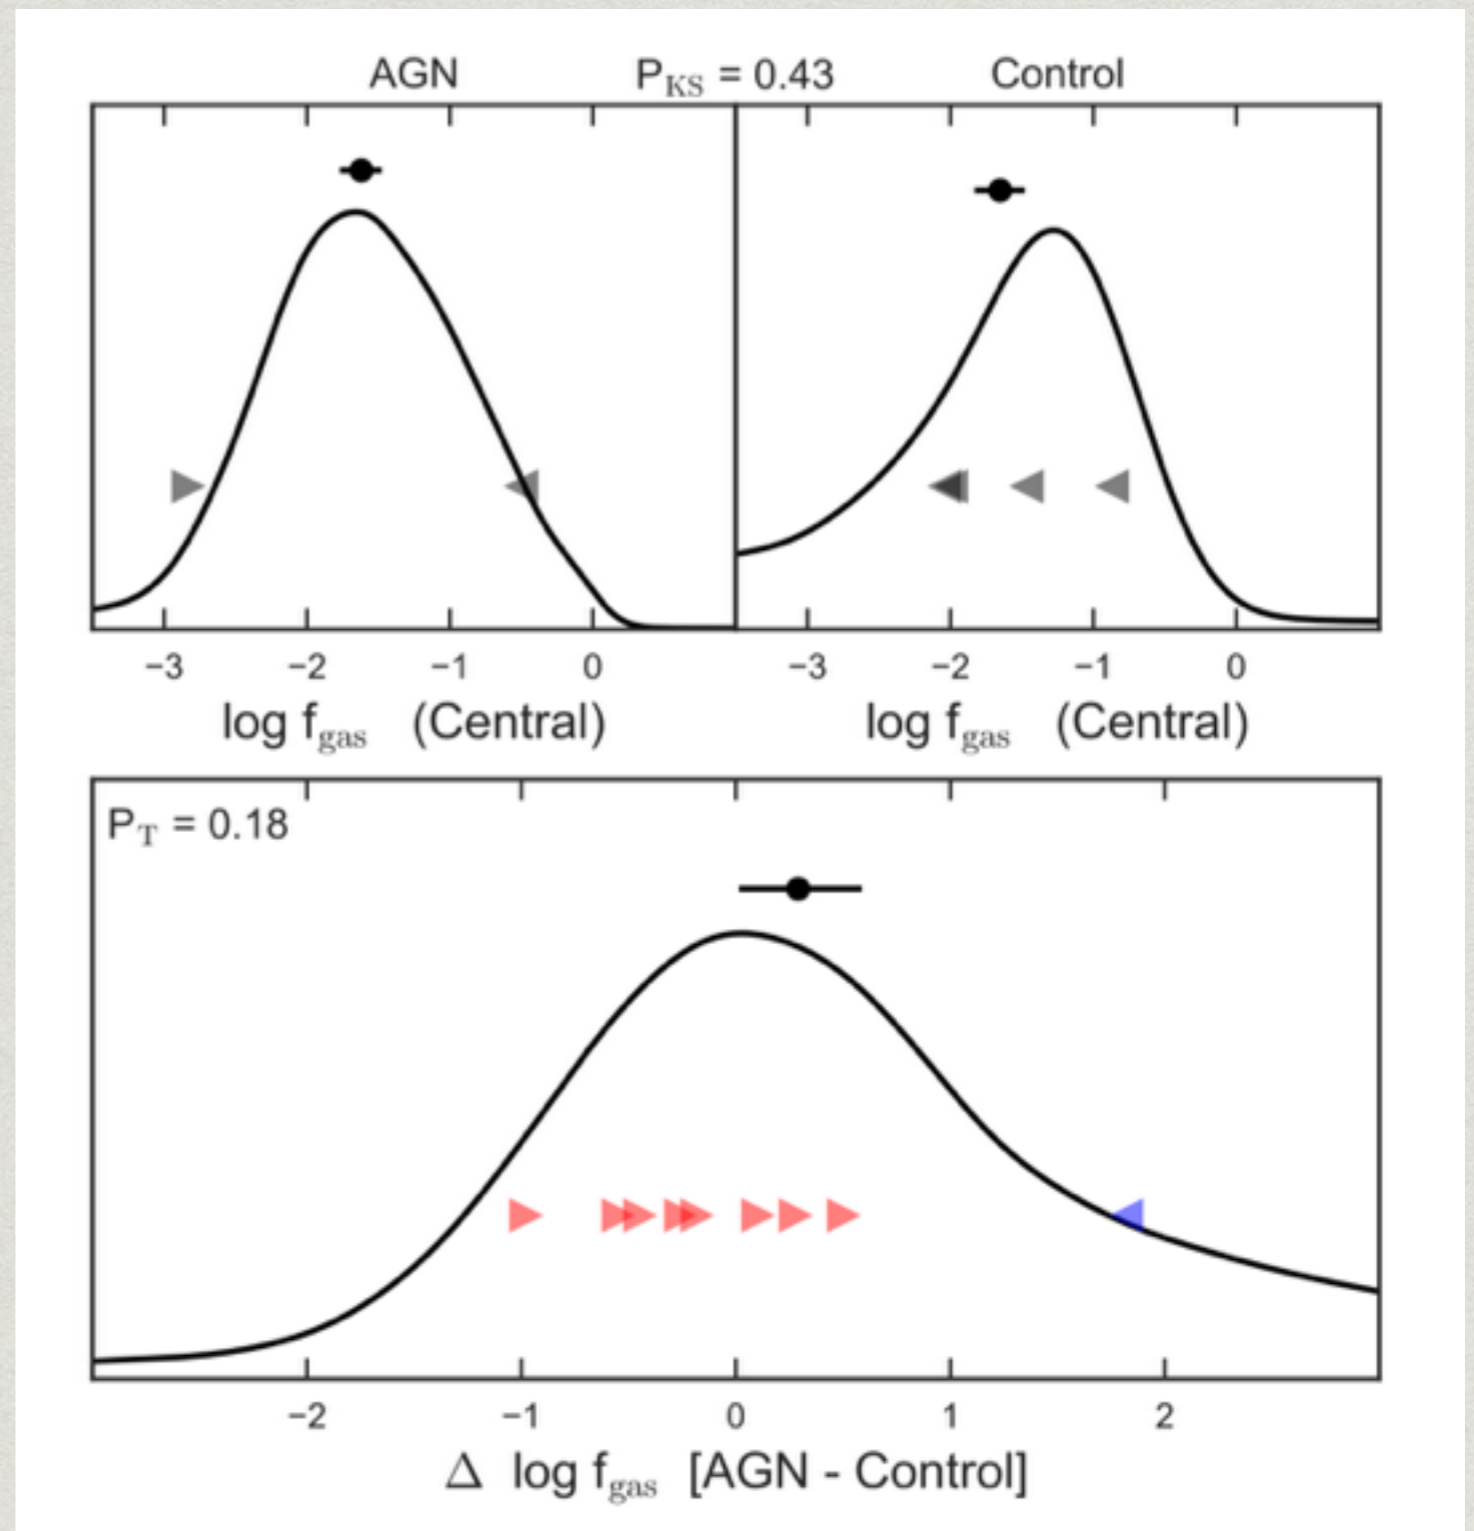 AGN P_KS = 0.43 Control
−3 −2 −1 0 −3 −2 −1 0
log f_gas (Central) log f_gas (Central)
P_T = 0.18
−2 −1 0 1 2
Δ log f_gas [AGN - Control]